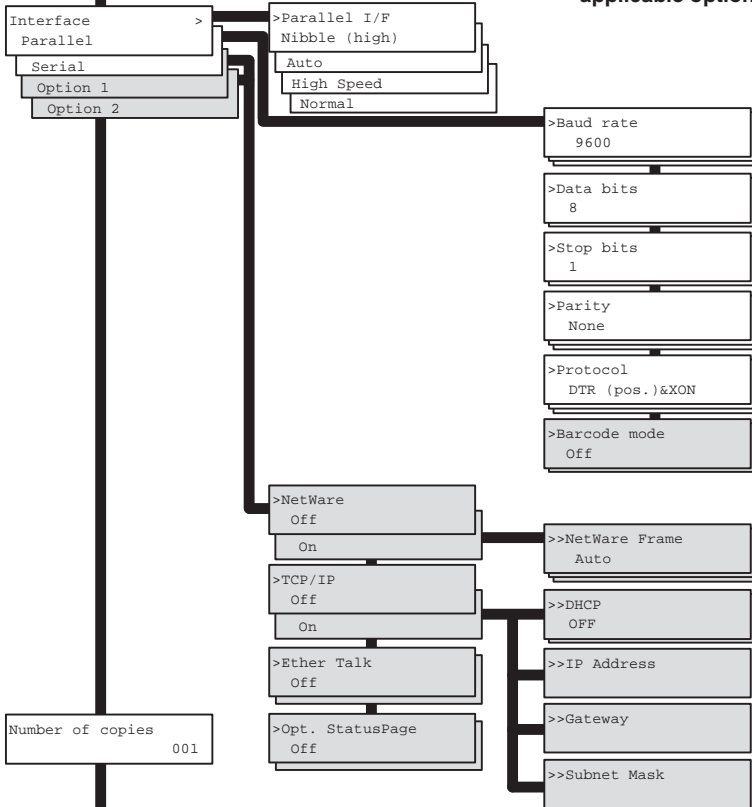 applicable option
Interface >
Parallel
Serial
Option 1
Option 2
>Parallel I/F
Nibble (high)
Auto
High Speed
Normal
>Baud rate
9600
>Data bits
8
>Stop bits
1
>Parity
None
>Protocol
DTR (pos.)&XON
>Barcode mode
Off
>NetWare
Off
On
>>NetWare Frame
Auto
>TCP/IP
Off
On
>>DHCP
OFF
>>IP Address
>>Gateway
>>Subnet Mask
>Ether Talk
Off
>Opt. StatusPage
Off
Number of copies
001